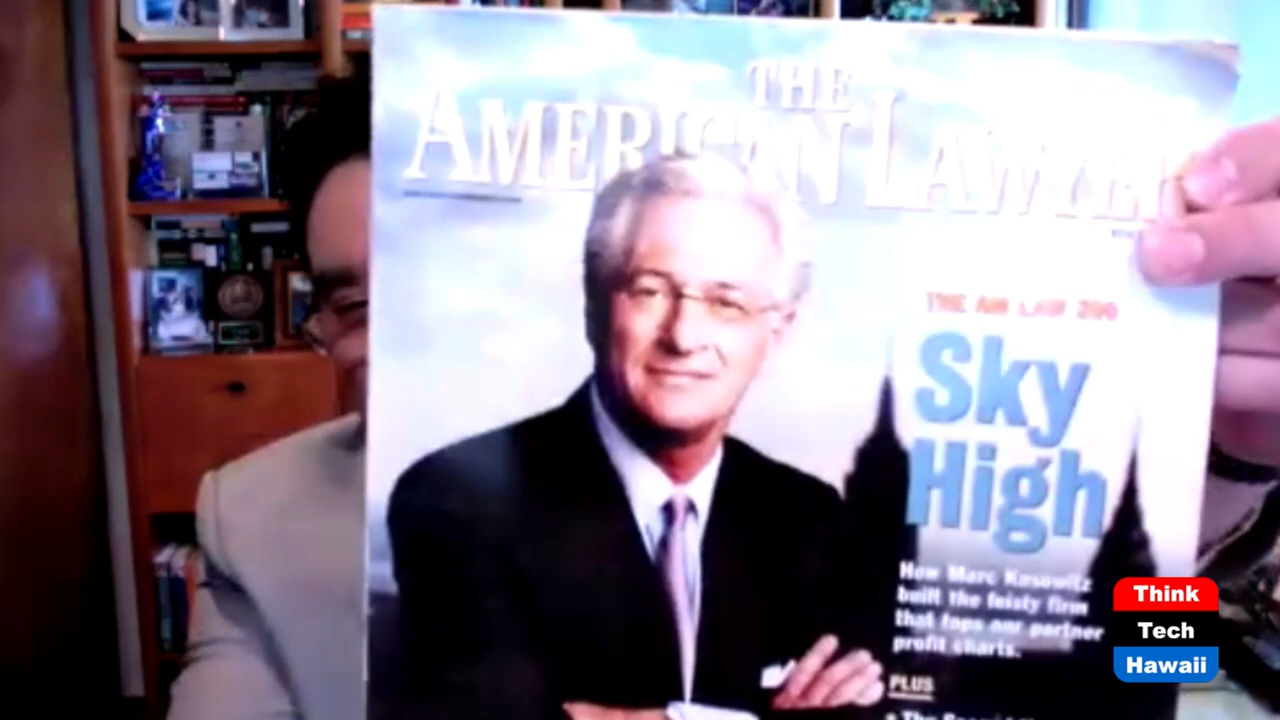 THE
AMERICAN LAWYER
THE AM LAW 200
Sky
High
How Marc Kasowitz
built the feisty firm
that tops our partner
profit charts.
PLUS
• The
Think
Tech
Hawaii